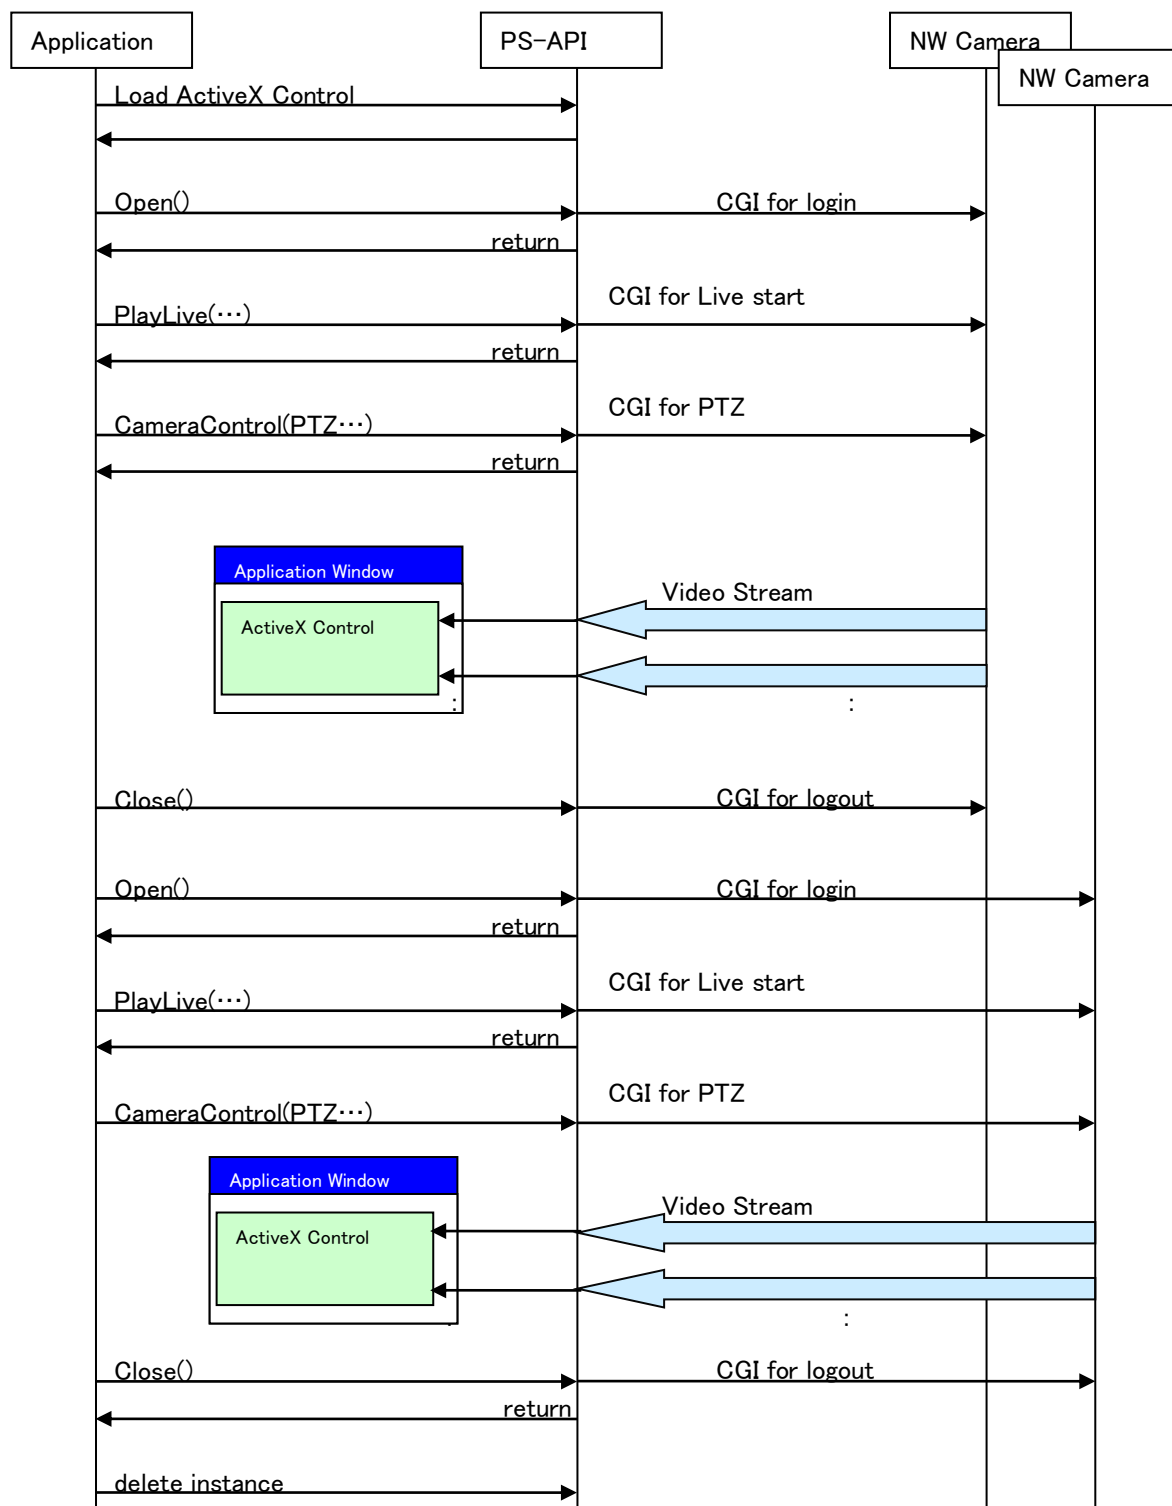 Application
PS-API
NW Camera
NW Camera
Load ActiveX Control
Open()
CGI for login
return
CGI for Live start
PlayLive(…)
return
CGI for PTZ
CameraControl(PTZ…)
return
Application Window
Video Stream
ActiveX Control
:
:
Close()
CGI for logout
Open()
CGI for login
return
CGI for Live start
PlayLive(…)
return
CGI for PTZ
CameraControl(PTZ…)
Application Window
Video Stream
ActiveX Control
:
:
Close()
CGI for logout
return
delete instance